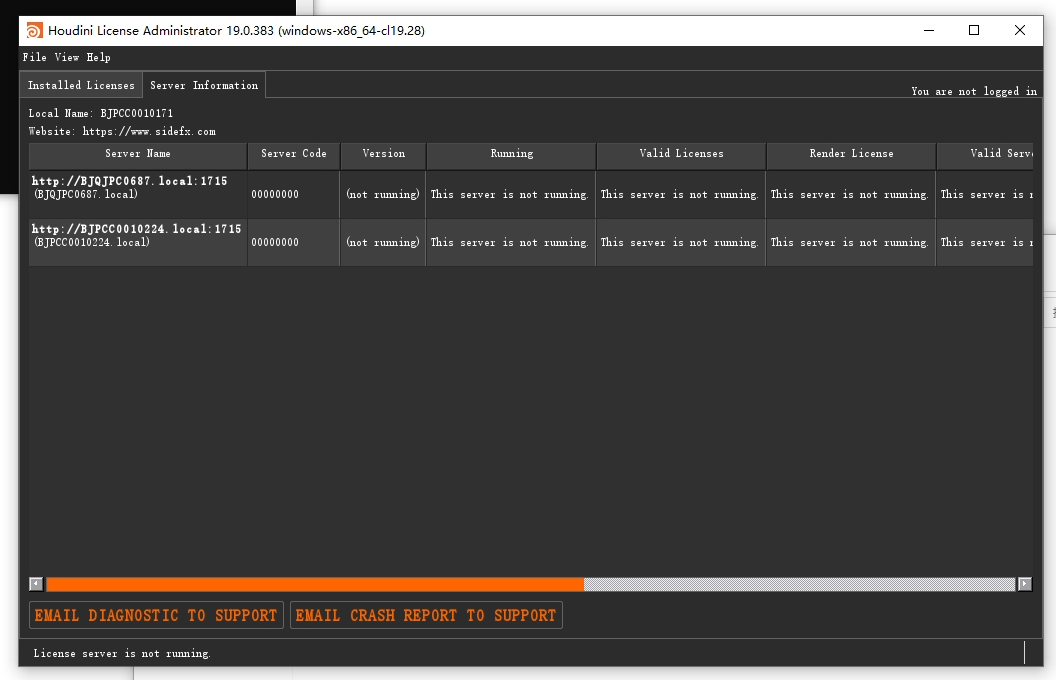 Houdini License Administrator 19.0.383 (windows-x86_64-cl19.28)
File View Help
Installed Licenses Server Information
You are not logged in
Local Name: BJPCC0010171
Website: https://www.sidefx.com
Server Name Server Code Version Running Valid Licenses Render License Valid Serv
http://BJQJPC0687.local:1715
(BJQJPC0687.local) 00000000 (not running) This server is not running. This server is not running. This server is not running. This server is r
http://BJPCC0010224.local:1715
(BJPCC0010224.local) 00000000 (not running) This server is not running. This server is not running. This server is not running. This server is r
EMAIL DIAGNOSTIC TO SUPPORT EMAIL CRASH REPORT TO SUPPORT
License server is not running.